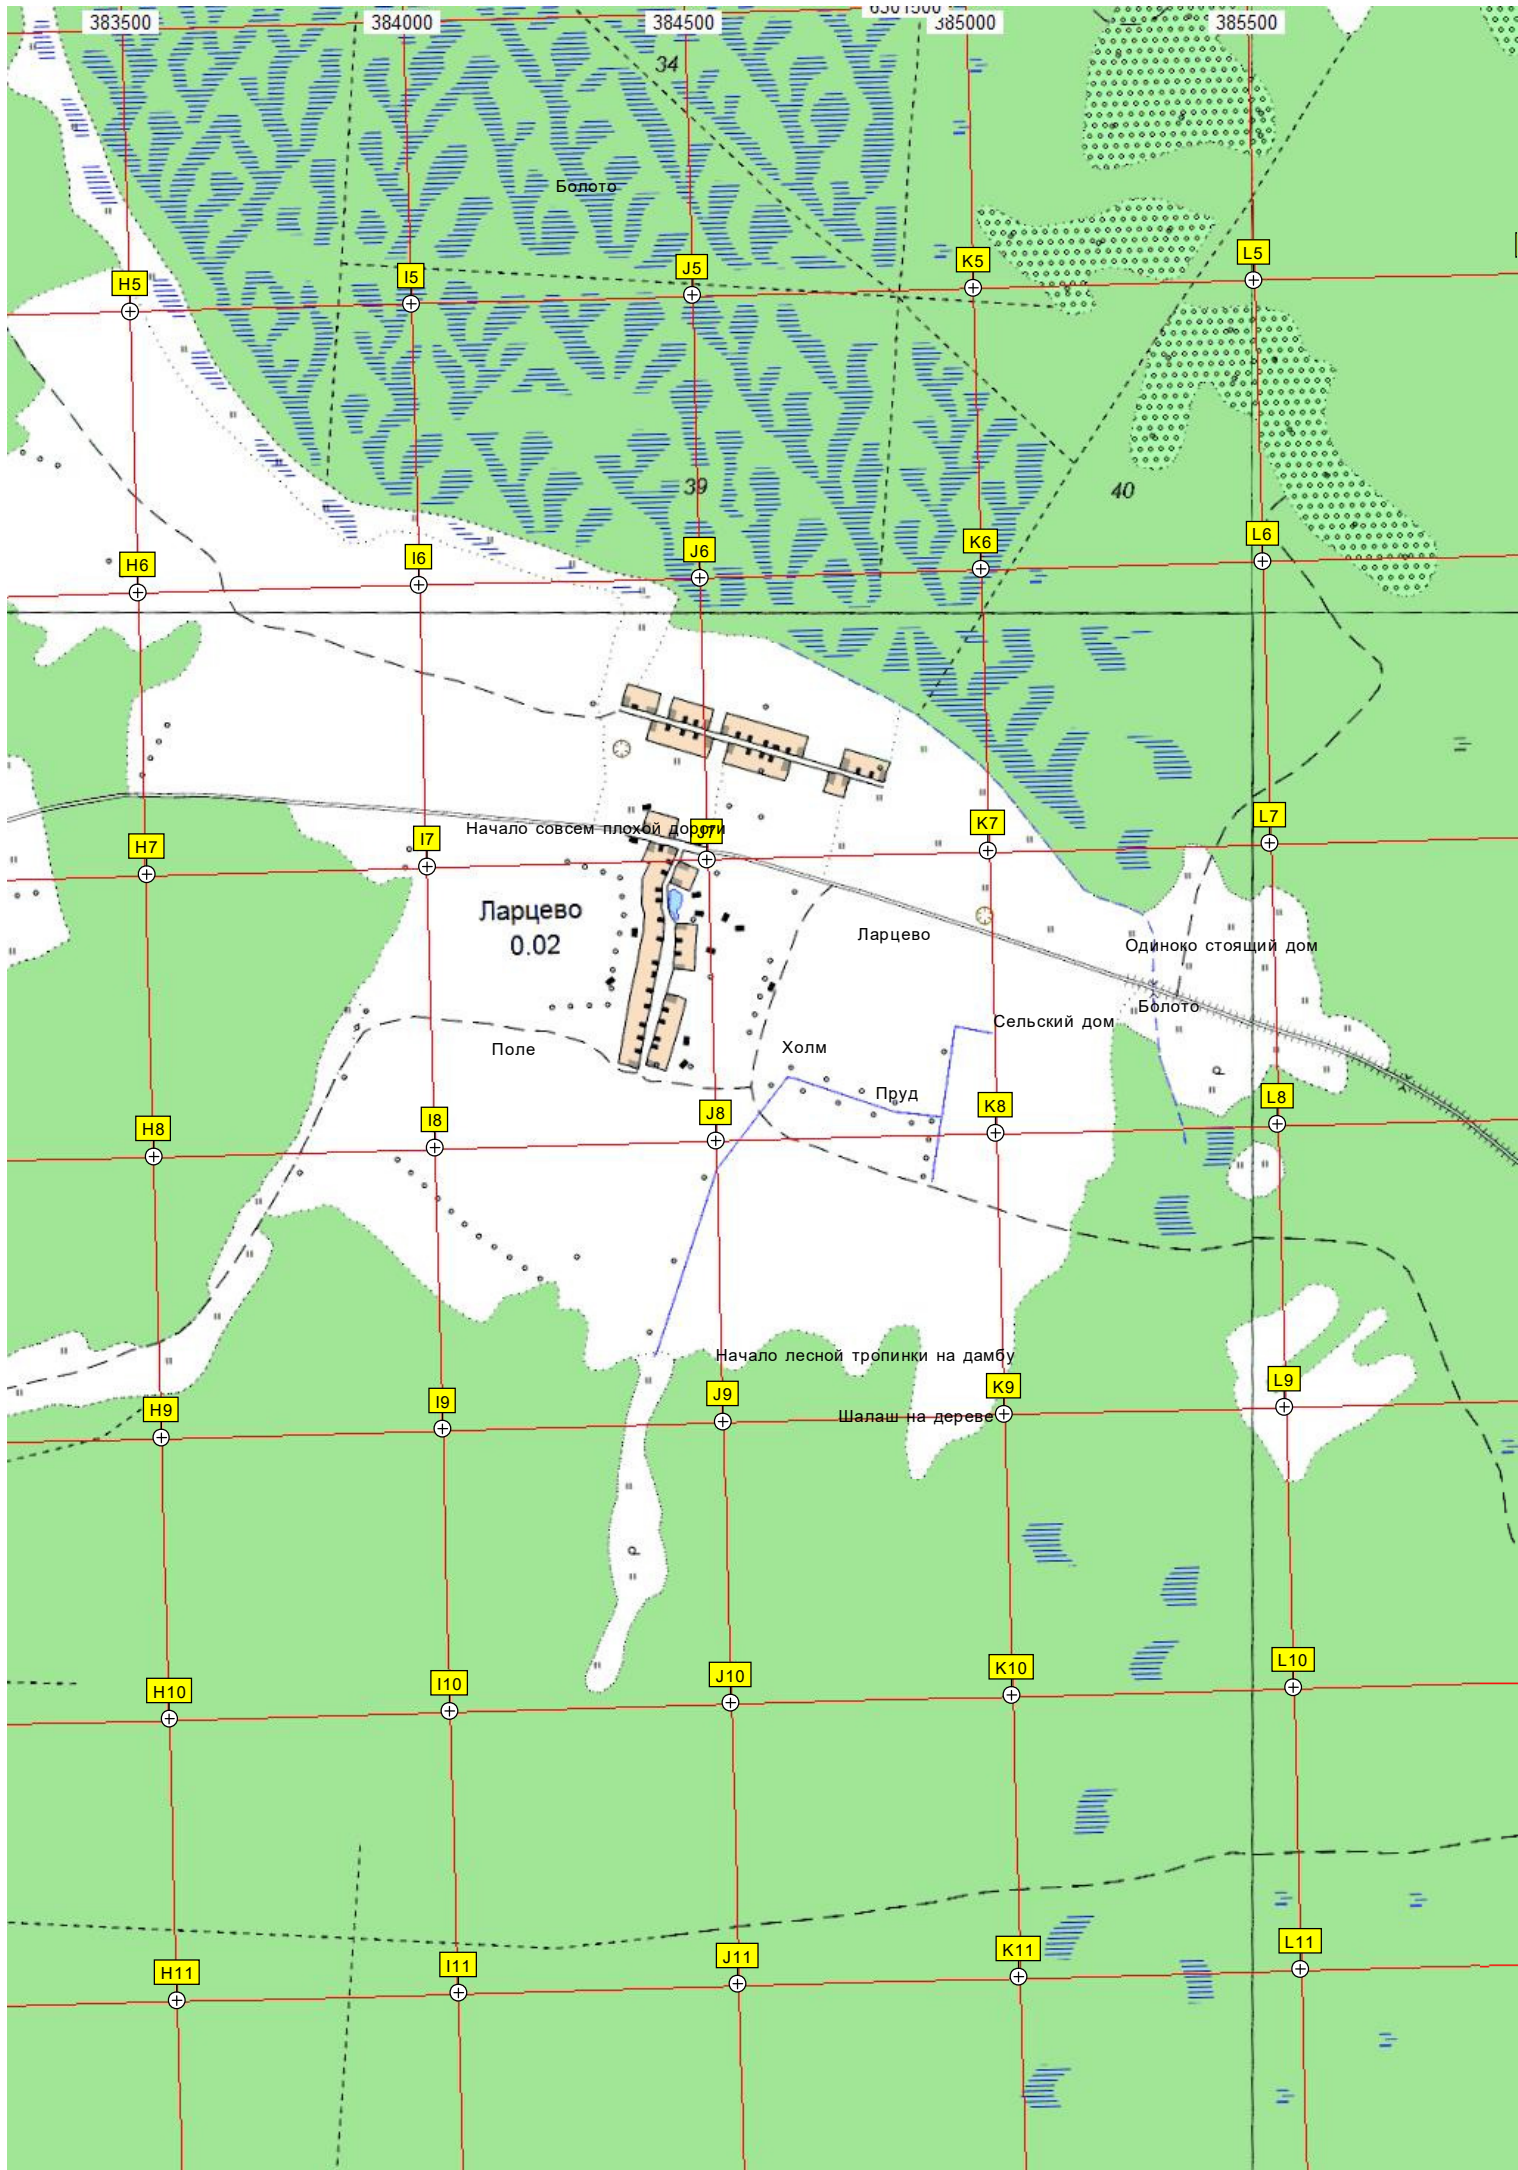 383500 384000 384500 6501500 385000 385500
34
Болото
H5 I5 J5 K5 L5
39
40
H6 I6 J6 K6 L6
H7 I7 J7 K7 L7
Начало совсем плохой дороги
Ларцево
0.02
Ларцево
Одиноко стоящий дом
Болото
Сельский дом
Поле
Холм
Пруд
р
H8 I8 J8 K8 L8
Начало лесной тропинки на дамбу
H9 I9 J9 K9 L9
Шалаш на дереве
р
H10 I10 J10 K10 L10
H11 I11 J11 K11 L11